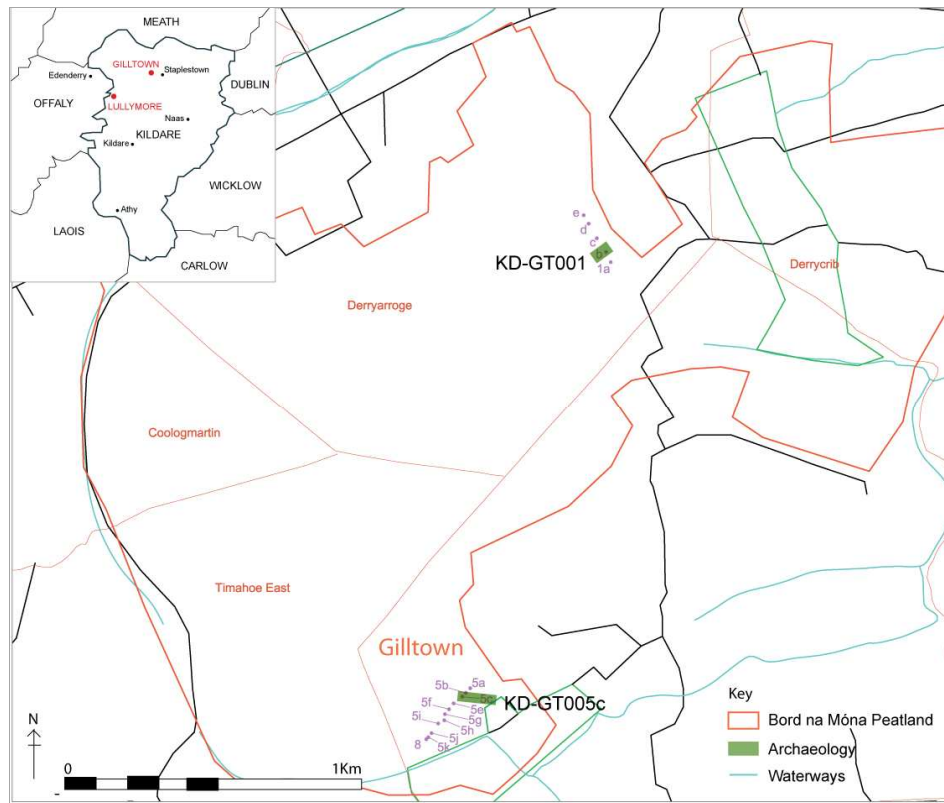 MEATH
GILLTOWN
Edenderry
Staplestown
DUBLIN
OFFALY
LULLYMORE
Naas
KILDARE
Kildare
WICKLOW
Athy
LAOIS
CARLOW
e
d
c
b
1a
KD-GT001
Derrycrib
Derryarroge
Coologmartin
Timahoe East
Gilltown
5a
5b
5c
KD-GT005c
5f
5e
5g
5i
5h
5j
8
5k
Key
Bord na Móna Peatland
Archaeology
Waterways
N
0
1Km